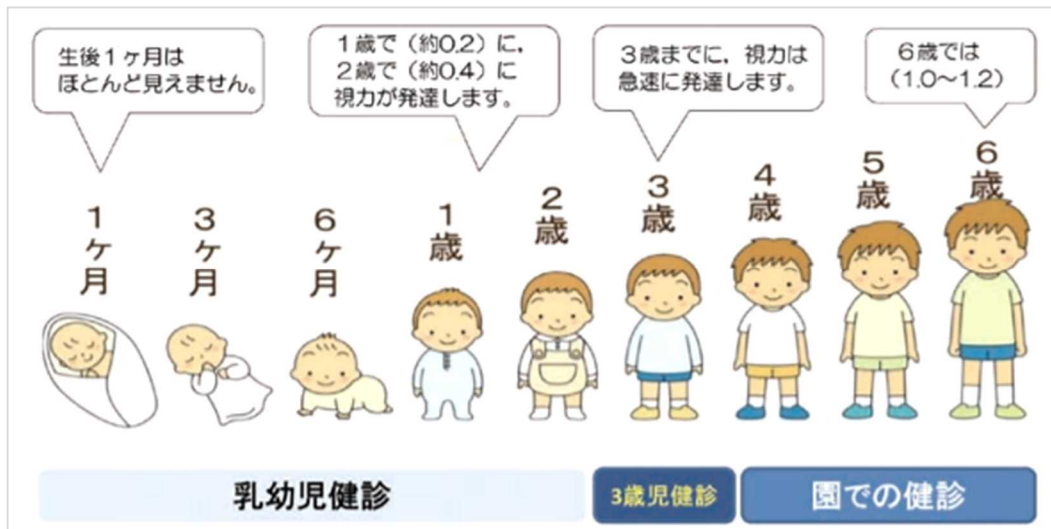 生後1ヶ月は
ほとんど見えません。
1歳で（約0.2）に，
2歳で（約0.4）に
視力が発達します。
3歳までに，視力は
急速に発達します。
6歳では
（1.0～1.2）
1ヶ月
3ヶ月
6ヶ月
1歳
2歳
3歳
4歳
5歳
6歳
乳幼児健診
3歳児健診
園での健診